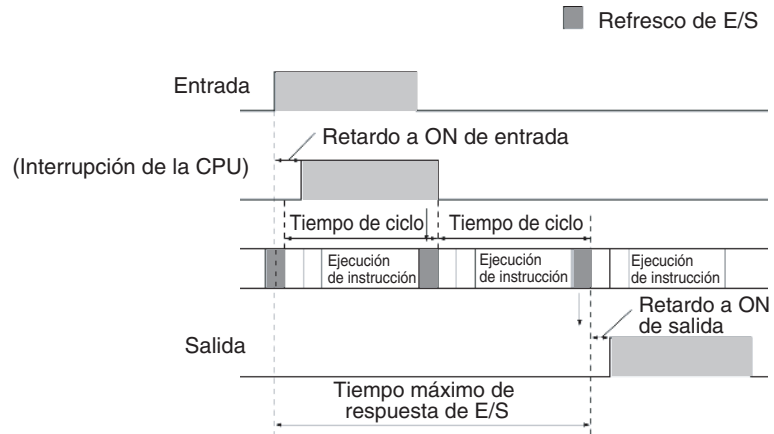 Refresco de E/S
Entrada
Retardo a ON de entrada
(Interrupción de la CPU)
Tiempo de ciclo
Tiempo de ciclo
Ejecución
de instrucción
Ejecución
de instrucción
Ejecución
de instrucción
Retardo a ON
de salida
Salida
Tiempo máximo de
respuesta de E/S